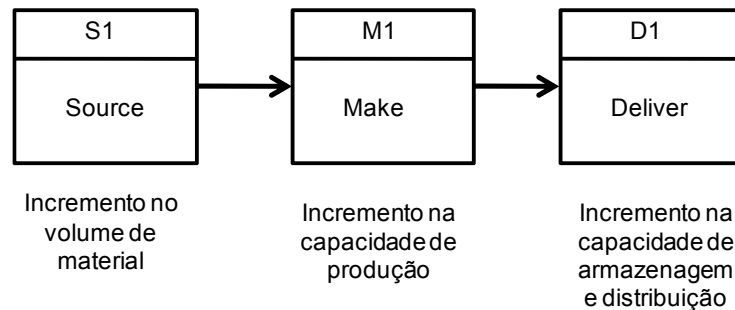 S1
Source
Incremento no
volume de
material
M1
Make
Incremento na
capacidade de
produção
D1
Deliver
Incremento na
capacidade de
armazenagem
e distribuição